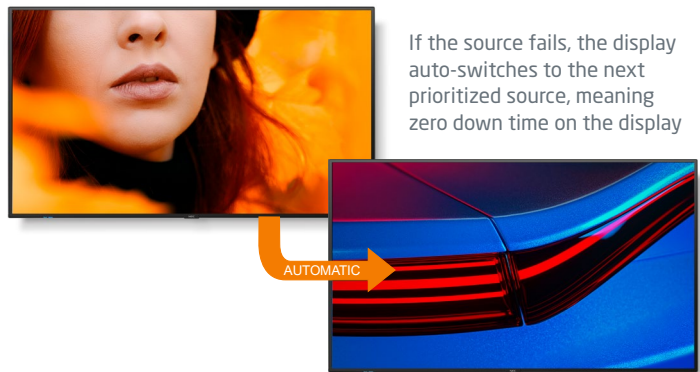 If the source fails, the display
auto-switches to the next
prioritized source, meaning
zero down time on the display
AUTOMATIC